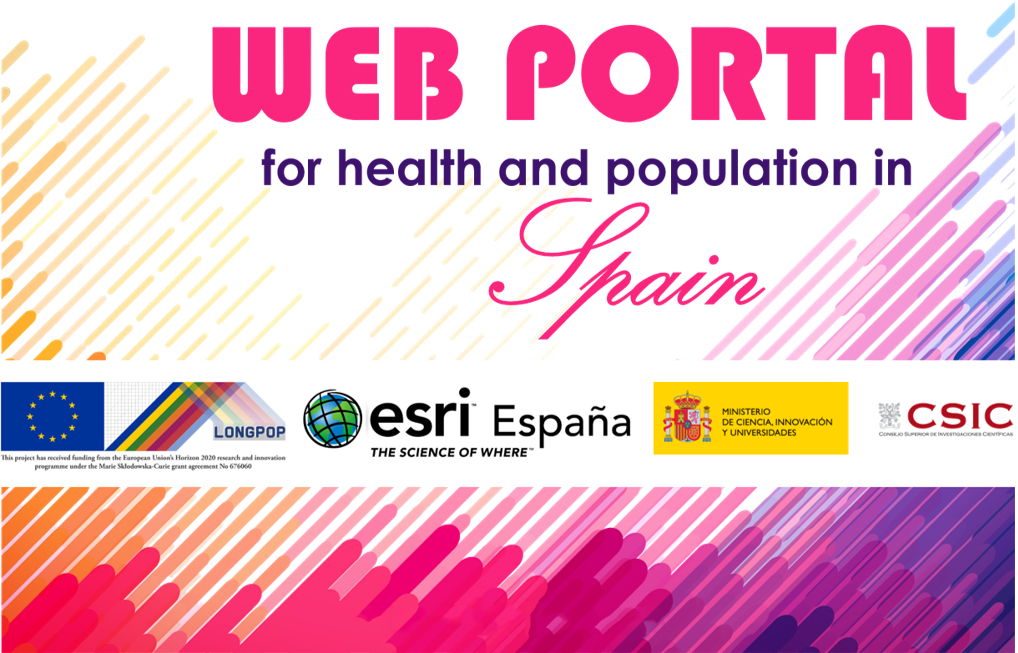 WEB PORTAL
for health and population in
Spain
LONGPOP
This project has received funding from the European Union's Horizon 2020 research and innovation
programme under the Marie Skłodowska-Curie grant agreement No 676060
esri™ España
THE SCIENCE OF WHERE™
MINISTERIO
DE CIENCIA, INNOVACIÓN
Y UNIVERSIDADES
CSIC
CONSEJO SUPERIOR DE INVESTIGACIONES CIENTÍFICAS